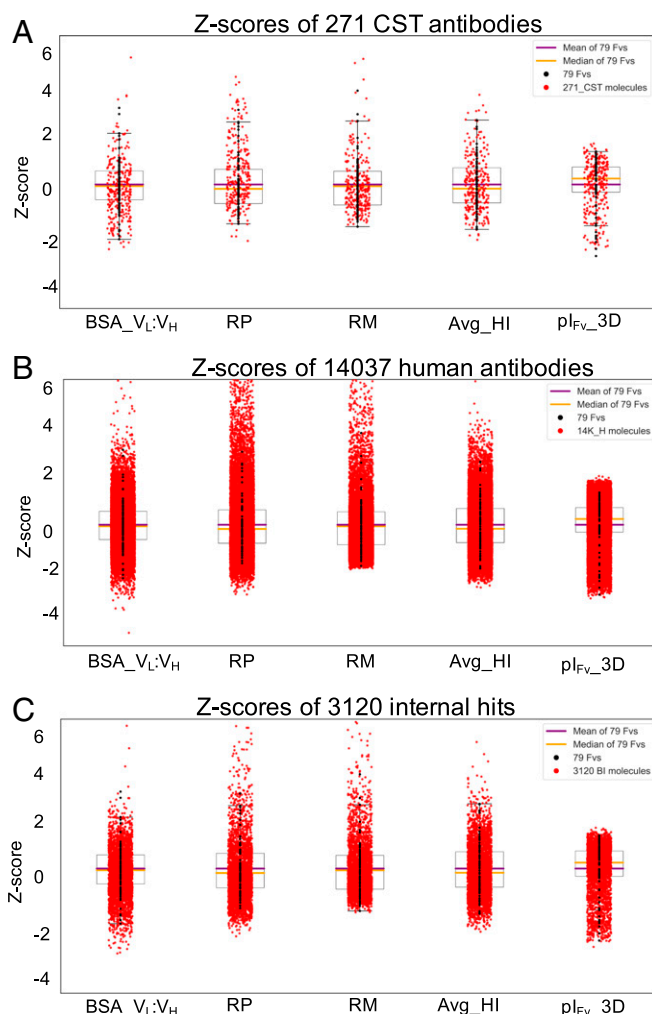 A
Z-scores of 271 CST antibodies
Mean of 79 Fvs
Median of 79 Fvs
79 Fvs
271_CST molecules
Z-score
6
4
2
0
-2
-4
BSA_VL:VH RP RM Avg_HI pIFv_3D
B
Z-scores of 14037 human antibodies
Mean of 79 Fvs
Median of 79 Fvs
79 Fvs
14K_H molecules
Z-score
6
4
2
0
-2
-4
BSA_VL:VH RP RM Avg_HI pIFv_3D
C
Z-scores of 3120 internal hits
Mean of 79 Fvs
Median of 79 Fvs
79 Fvs
3120 BI molecules
Z-score
6
4
2
0
-2
-4
BSA_VL:VH RP RM Avg_HI pIFv_3D